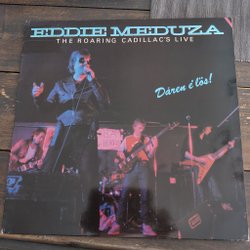 EDDIE MEDUZA
THE ROARING CADILLAC'S LIVE
Dåren é lös!